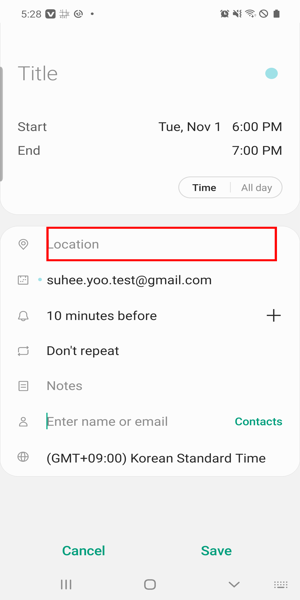 5:28
Title
Start Tue, Nov 1 6:00 PM
End 7:00 PM
Time All day
Location
suhee.yoo.test@gmail.com
10 minutes before
Don't repeat
Notes
Enter name or email Contacts
(GMT+09:00) Korean Standard Time
Cancel Save